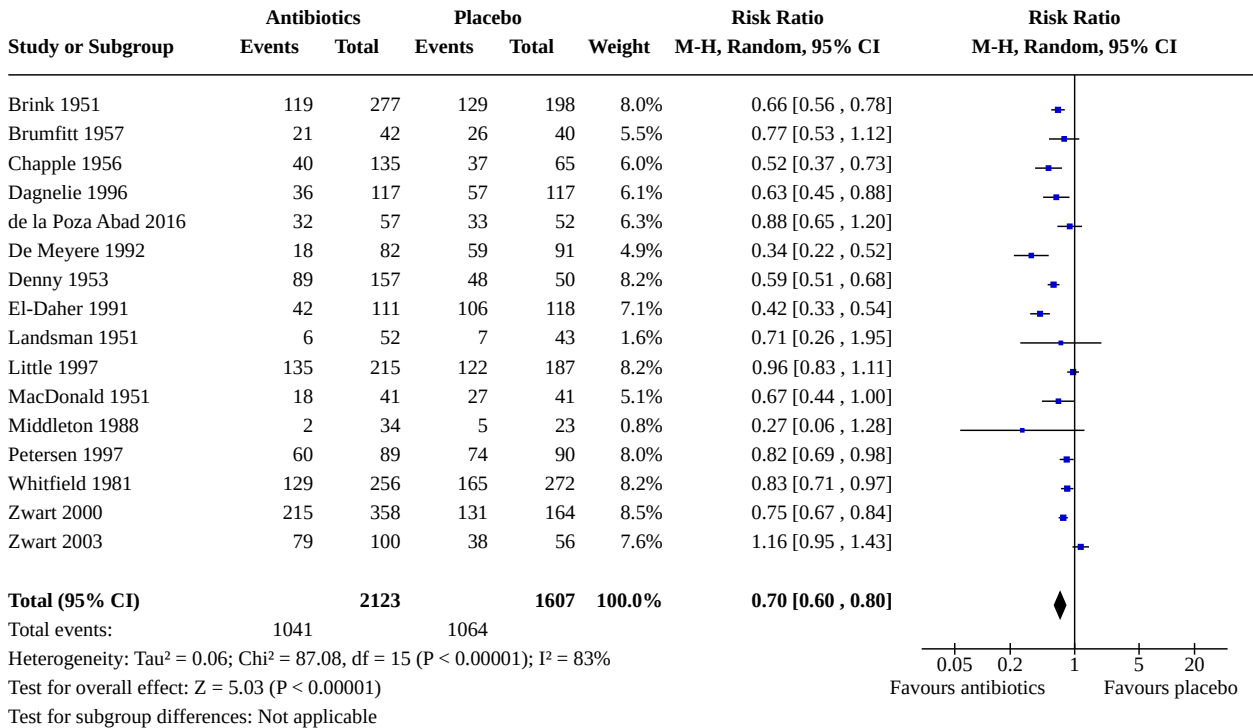 Antibiotics Placebo Risk Ratio Risk Ratio
Study or Subgroup Events Total Events Total Weight M-H, Random, 95% CI M-H, Random, 95% CI
Brink 1951 119 277 129 198 8.0% 0.66 [0.56 , 0.78]
Brumfitt 1957 21 42 26 40 5.5% 0.77 [0.53 , 1.12]
Chapple 1956 40 135 37 65 6.0% 0.52 [0.37 , 0.73]
Dagnelie 1996 36 117 57 117 6.1% 0.63 [0.45 , 0.88]
de la Poza Abad 2016 32 57 33 52 6.3% 0.88 [0.65 , 1.20]
De Meyere 1992 18 82 59 91 4.9% 0.34 [0.22 , 0.52]
Denny 1953 89 157 48 50 8.2% 0.59 [0.51 , 0.68]
El-Daher 1991 42 111 106 118 7.1% 0.42 [0.33 , 0.54]
Landsman 1951 6 52 7 43 1.6% 0.71 [0.26 , 1.95]
Little 1997 135 215 122 187 8.2% 0.96 [0.83 , 1.11]
MacDonald 1951 18 41 27 41 5.1% 0.67 [0.44 , 1.00]
Middleton 1988 2 34 5 23 0.8% 0.27 [0.06 , 1.28]
Petersen 1997 60 89 74 90 8.0% 0.82 [0.69 , 0.98]
Whitfield 1981 129 256 165 272 8.2% 0.83 [0.71 , 0.97]
Zwart 2000 215 358 131 164 8.5% 0.75 [0.67 , 0.84]
Zwart 2003 79 100 38 56 7.6% 1.16 [0.95 , 1.43]
Total (95% CI) 2123 1607 100.0% 0.70 [0.60 , 0.80]
Total events: 1041 1064
Heterogeneity: Tau² = 0.06; Chi² = 87.08, df = 15 (P < 0.00001); I² = 83%
Test for overall effect: Z = 5.03 (P < 0.00001)
Test for subgroup differences: Not applicable
0.05 0.2 1 5 20
Favours antibiotics Favours placebo